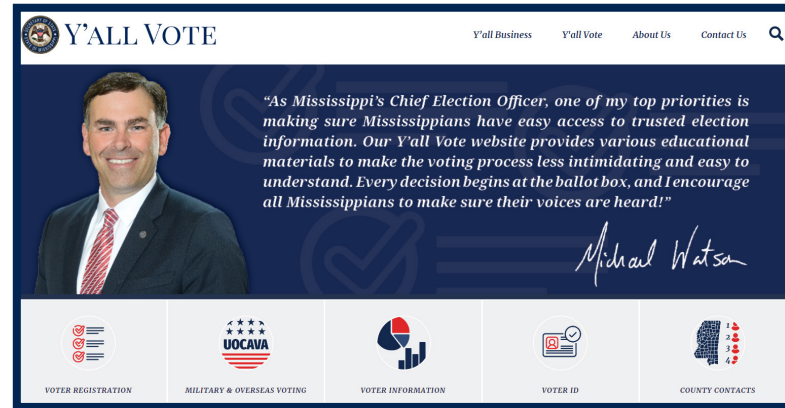 Y'ALL VOTE
Y'all Business
Y'all Vote
About Us
Contact Us
"As Mississippi's Chief Election Officer, one of my top priorities is
making sure Mississippians have easy access to trusted election
information. Our Y'all Vote website provides various educational
materials to make the voting process less intimidating and easy to
understand. Every decision begins at the ballot box, and I encourage
all Mississippians to make sure their voices are heard!"
Michael Watson
UOCAVA
1
2
3
4
VOTER REGISTRATION
MILITARY & OVERSEAS VOTING
VOTER INFORMATION
VOTER ID
COUNTY CONTACTS